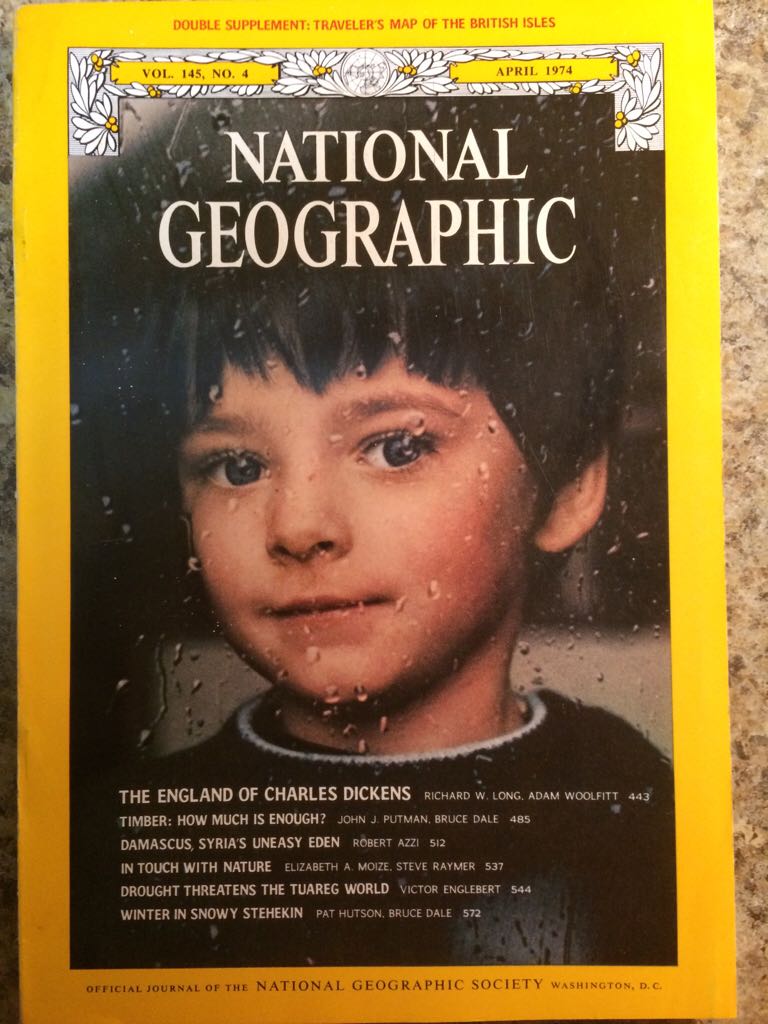 DOUBLE SUPPLEMENT: TRAVELER'S MAP OF THE BRITISH ISLES
VOL. 145, NO. 4
APRIL 1974
NATIONAL
GEOGRAPHIC
THE ENGLAND OF CHARLES DICKENS RICHARD W. LONG, ADAM WOOLFITT 443
TIMBER: HOW MUCH IS ENOUGH? JOHN J. PUTMAN, BRUCE DALE 485
DAMASCUS, SYRIA'S UNEASY EDEN ROBERT AZZI 512
IN TOUCH WITH NATURE ELIZABETH A. MOIZE, STEVE RAYMER 537
DROUGHT THREATENS THE TUAREG WORLD VICTOR ENGLEBERT 544
WINTER IN SNOWY STEHEKIN PAT HUTSON, BRUCE DALE 572
OFFICIAL JOURNAL OF THE NATIONAL GEOGRAPHIC SOCIETY WASHINGTON, D.C.